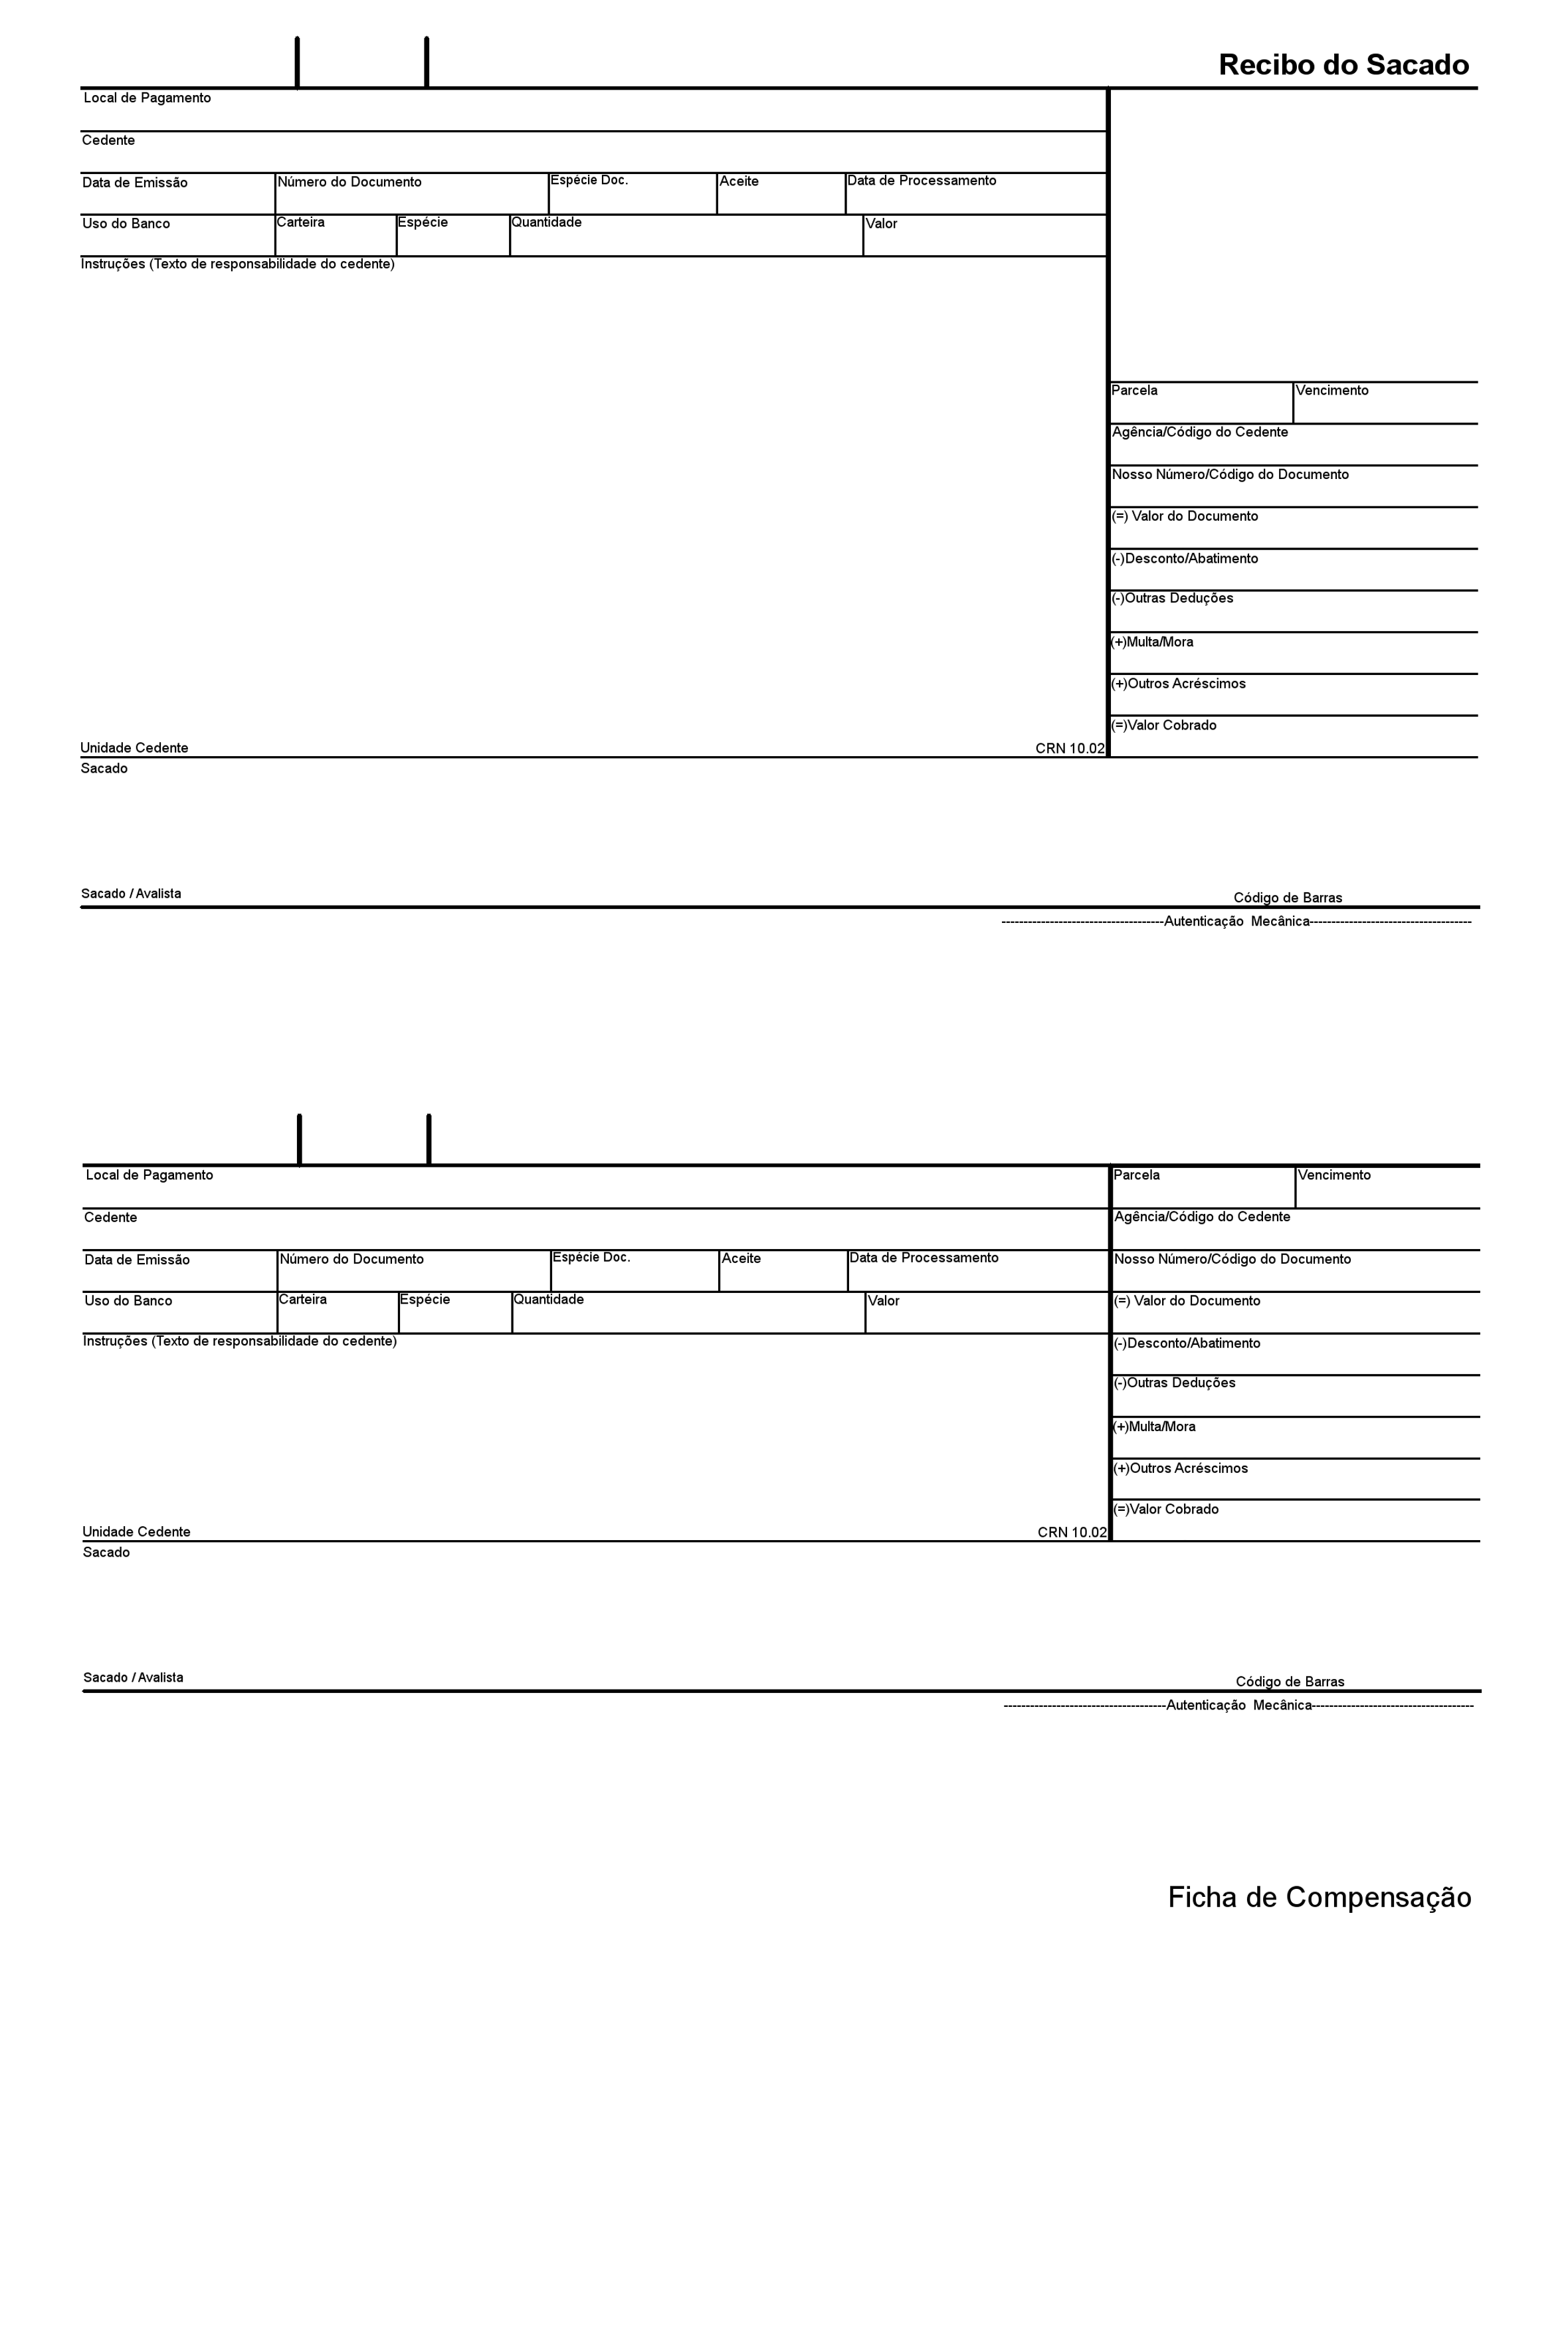 Recibo do Sacado
Local de Pagamento
Cedente
Data de Emissão Número do Documento Espécie Doc. Aceite Data de Processamento
Uso do Banco Carteira Espécie Quantidade Valor
Instruções (Texto de responsabilidade do cedente)
Parcela Vencimento
Agência/Código do Cedente
Nosso Número/Código do Documento
(=) Valor do Documento
(-)Desconto/Abatimento
(-)Outras Deduções
(+)Multa/Mora
(+)Outros Acréscimos
(=)Valor Cobrado
Unidade Cedente CRN 10.02
Sacado
Sacado / Avalista Código de Barras
-------------------------------------Autenticação Mecânica-------------------------------------
Local de Pagamento Parcela Vencimento
Cedente Agência/Código do Cedente
Data de Emissão Número do Documento Espécie Doc. Aceite Data de Processamento Nosso Número/Código do Documento
Uso do Banco Carteira Espécie Quantidade Valor (=) Valor do Documento
Instruções (Texto de responsabilidade do cedente) (-)Desconto/Abatimento
(-)Outras Deduções
(+)Multa/Mora
(+)Outros Acréscimos
(=)Valor Cobrado
Unidade Cedente CRN 10.02
Sacado
Sacado / Avalista Código de Barras
-------------------------------------Autenticação Mecânica-------------------------------------
Ficha de Compensação